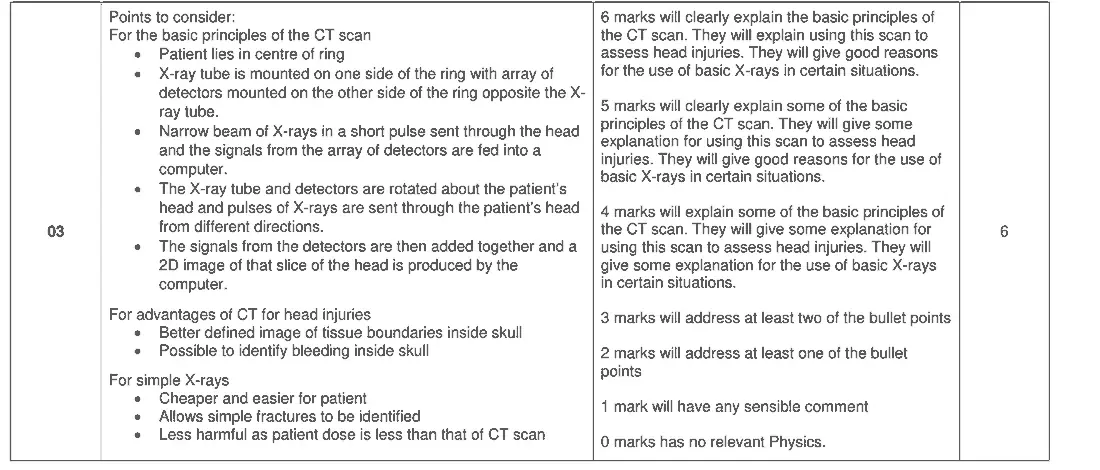 03
Points to consider:
For the basic principles of the CT scan
• Patient lies in centre of ring
• X-ray tube is mounted on one side of the ring with array of
detectors mounted on the other side of the ring opposite the X-
ray tube.
• Narrow beam of X-rays in a short pulse sent through the head
and the signals from the array of detectors are fed into a
computer.
• The X-ray tube and detectors are rotated about the patient's
head and pulses of X-rays are sent through the patient's head
from different directions.
• The signals from the detectors are then added together and a
2D image of that slice of the head is produced by the
computer.
For advantages of CT for head injuries
• Better defined image of tissue boundaries inside skull
• Possible to identify bleeding inside skull
For simple X-rays
• Cheaper and easier for patient
• Allows simple fractures to be identified
• Less harmful as patient dose is less than that of CT scan
6 marks will clearly explain the basic principles of
the CT scan. They will explain using this scan to
assess head injuries. They will give good reasons
for the use of basic X-rays in certain situations.
5 marks will clearly explain some of the basic
principles of the CT scan. They will give some
explanation for using this scan to assess head
injuries. They will give good reasons for the use of
basic X-rays in certain situations.
4 marks will explain some of the basic principles of
the CT scan. They will give some explanation for
using this scan to assess head injuries. They will
give some explanation for the use of basic X-rays
in certain situations.
3 marks will address at least two of the bullet points
2 marks will address at least one of the bullet
points
1 mark will have any sensible comment
0 marks has no relevant Physics.
6